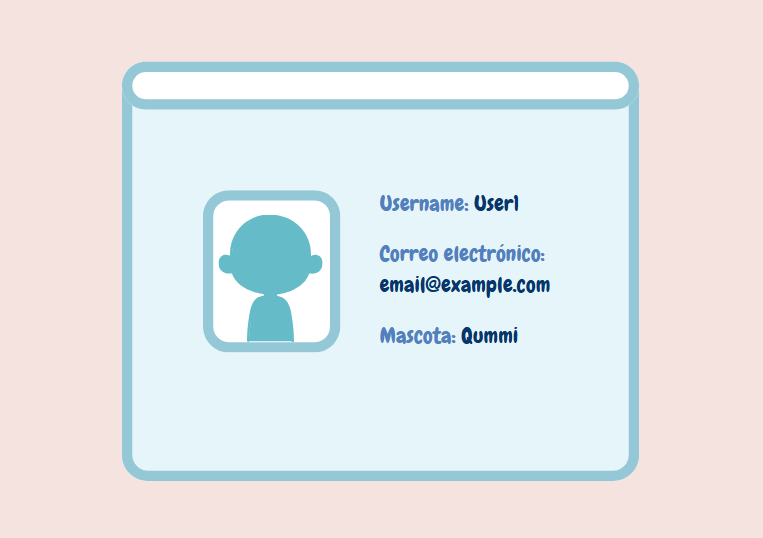 Username: User1
Correo electrónico:
email@example.com
Mascota: Qummi